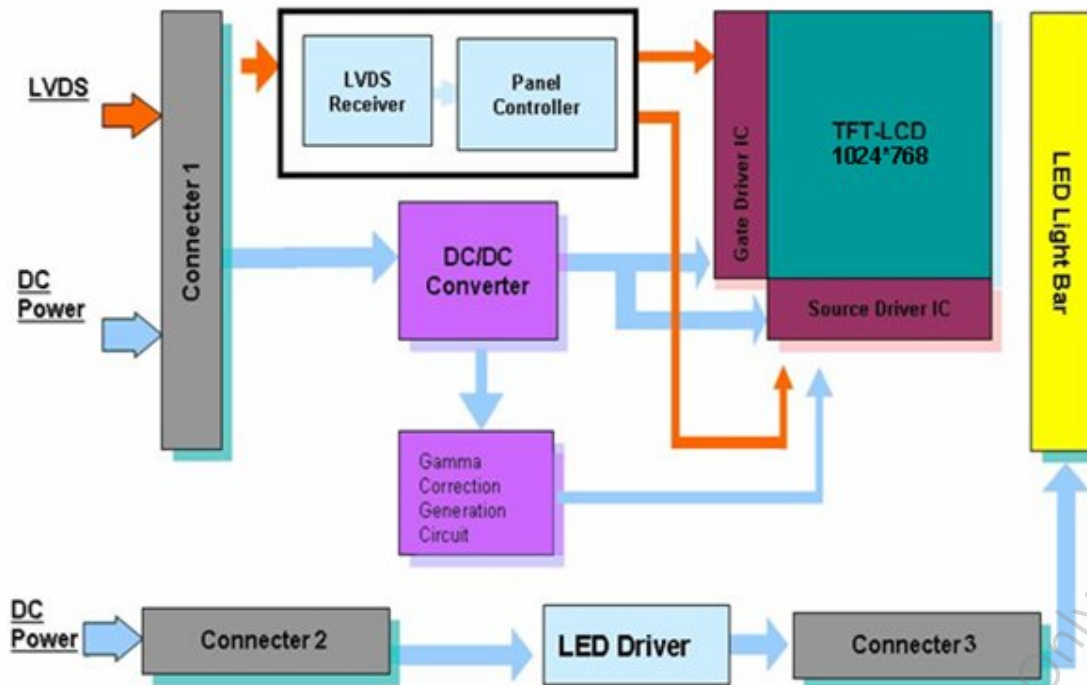 LVDS
DC
Power
Connecter 1
LVDS
Receiver
Panel
Controller
DC/DC
Converter
Gamma
Correction
Generation
Circuit
Gate Driver IC
TFT-LCD
1024*768
Source Driver IC
LED Light Bar
DC
Power
Connecter 2
LED Driver
Connecter 3